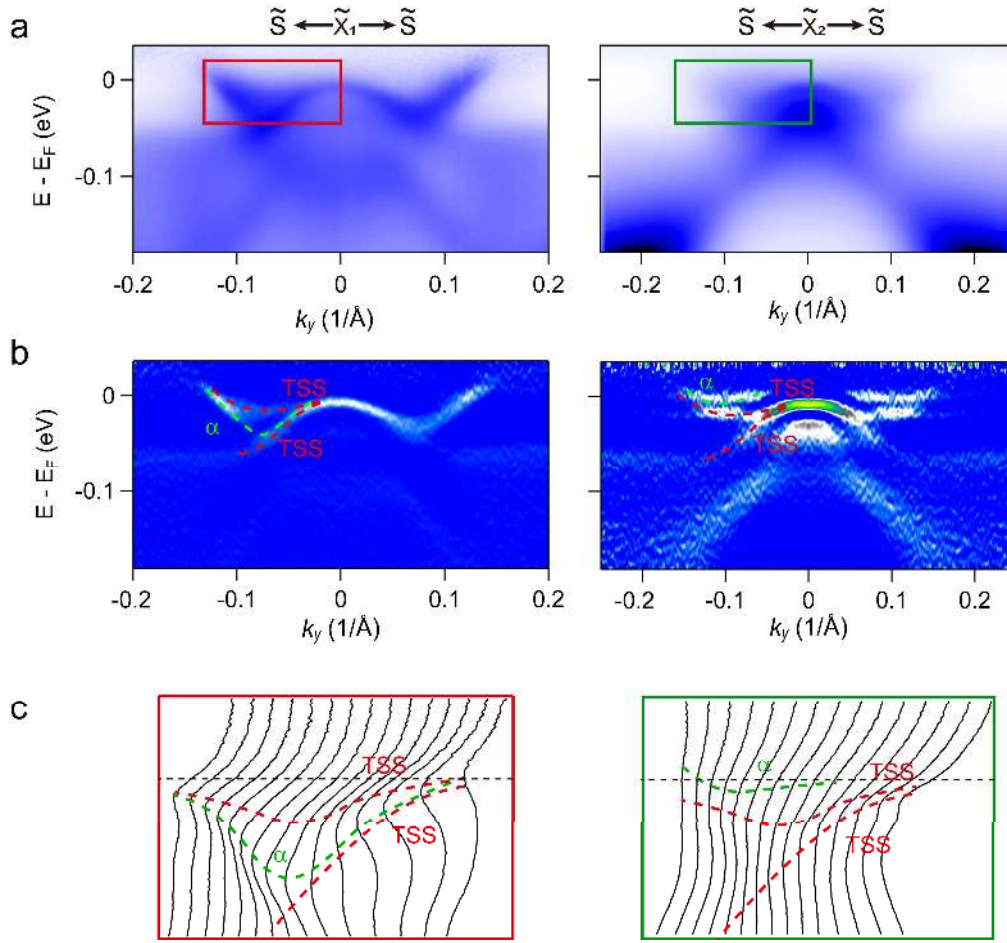 a
S̃ ← X̃₁ → S̃
S̃ ← X̃₂ → S̃
E - E_F (eV)
0
-0.1
-0.2 -0.1 0 0.1 0.2
k_y (1/Å)
-0.2 -0.1 0 0.1 0.2
k_y (1/Å)
b
E - E_F (eV)
0
-0.1
TSS
α
TSS
-0.2 -0.1 0 0.1 0.2
k_y (1/Å)
α
TSS
TSS
-0.2 -0.1 0 0.1 0.2
k_y (1/Å)
c
TSS
TSS
α
α
TSS
TSS